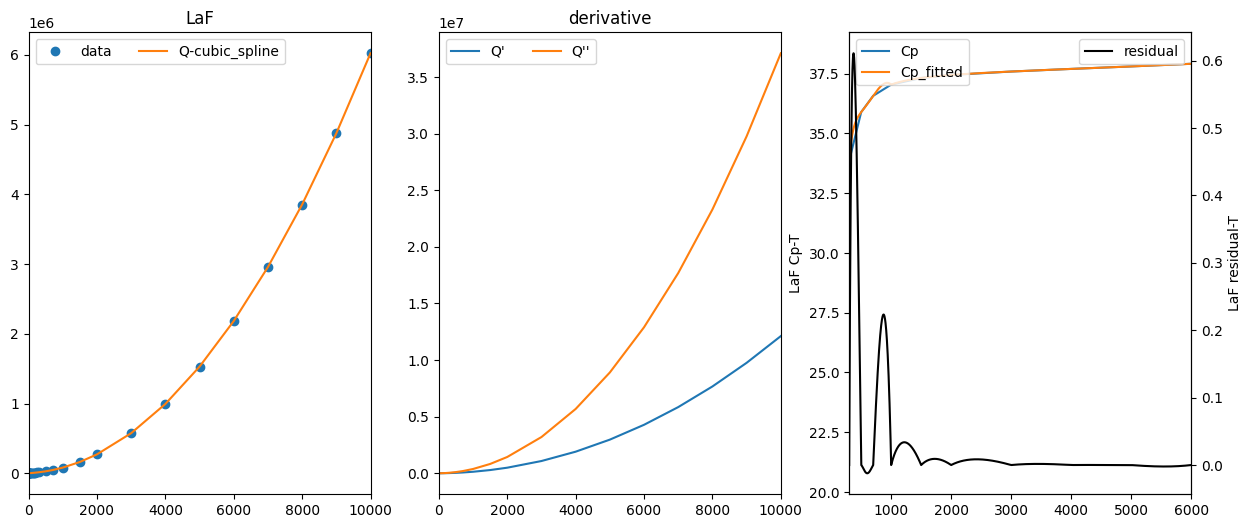 LaF
1e6
data
Q-cubic_spline
6
5
4
3
2
1
0
0 2000 4000 6000 8000 10000
derivative
1e7
Q'
Q''
3.5
3.0
2.5
2.0
1.5
1.0
0.5
0.0
0 2000 4000 6000 8000 10000
LaF Cp-T
Cp
Cp_fitted
residual
37.5
35.0
32.5
30.0
27.5
25.0
22.5
20.0
1000 2000 3000 4000 5000 6000
0.6
0.5
0.4
0.3
0.2
0.1
0.0
LaF residual-T